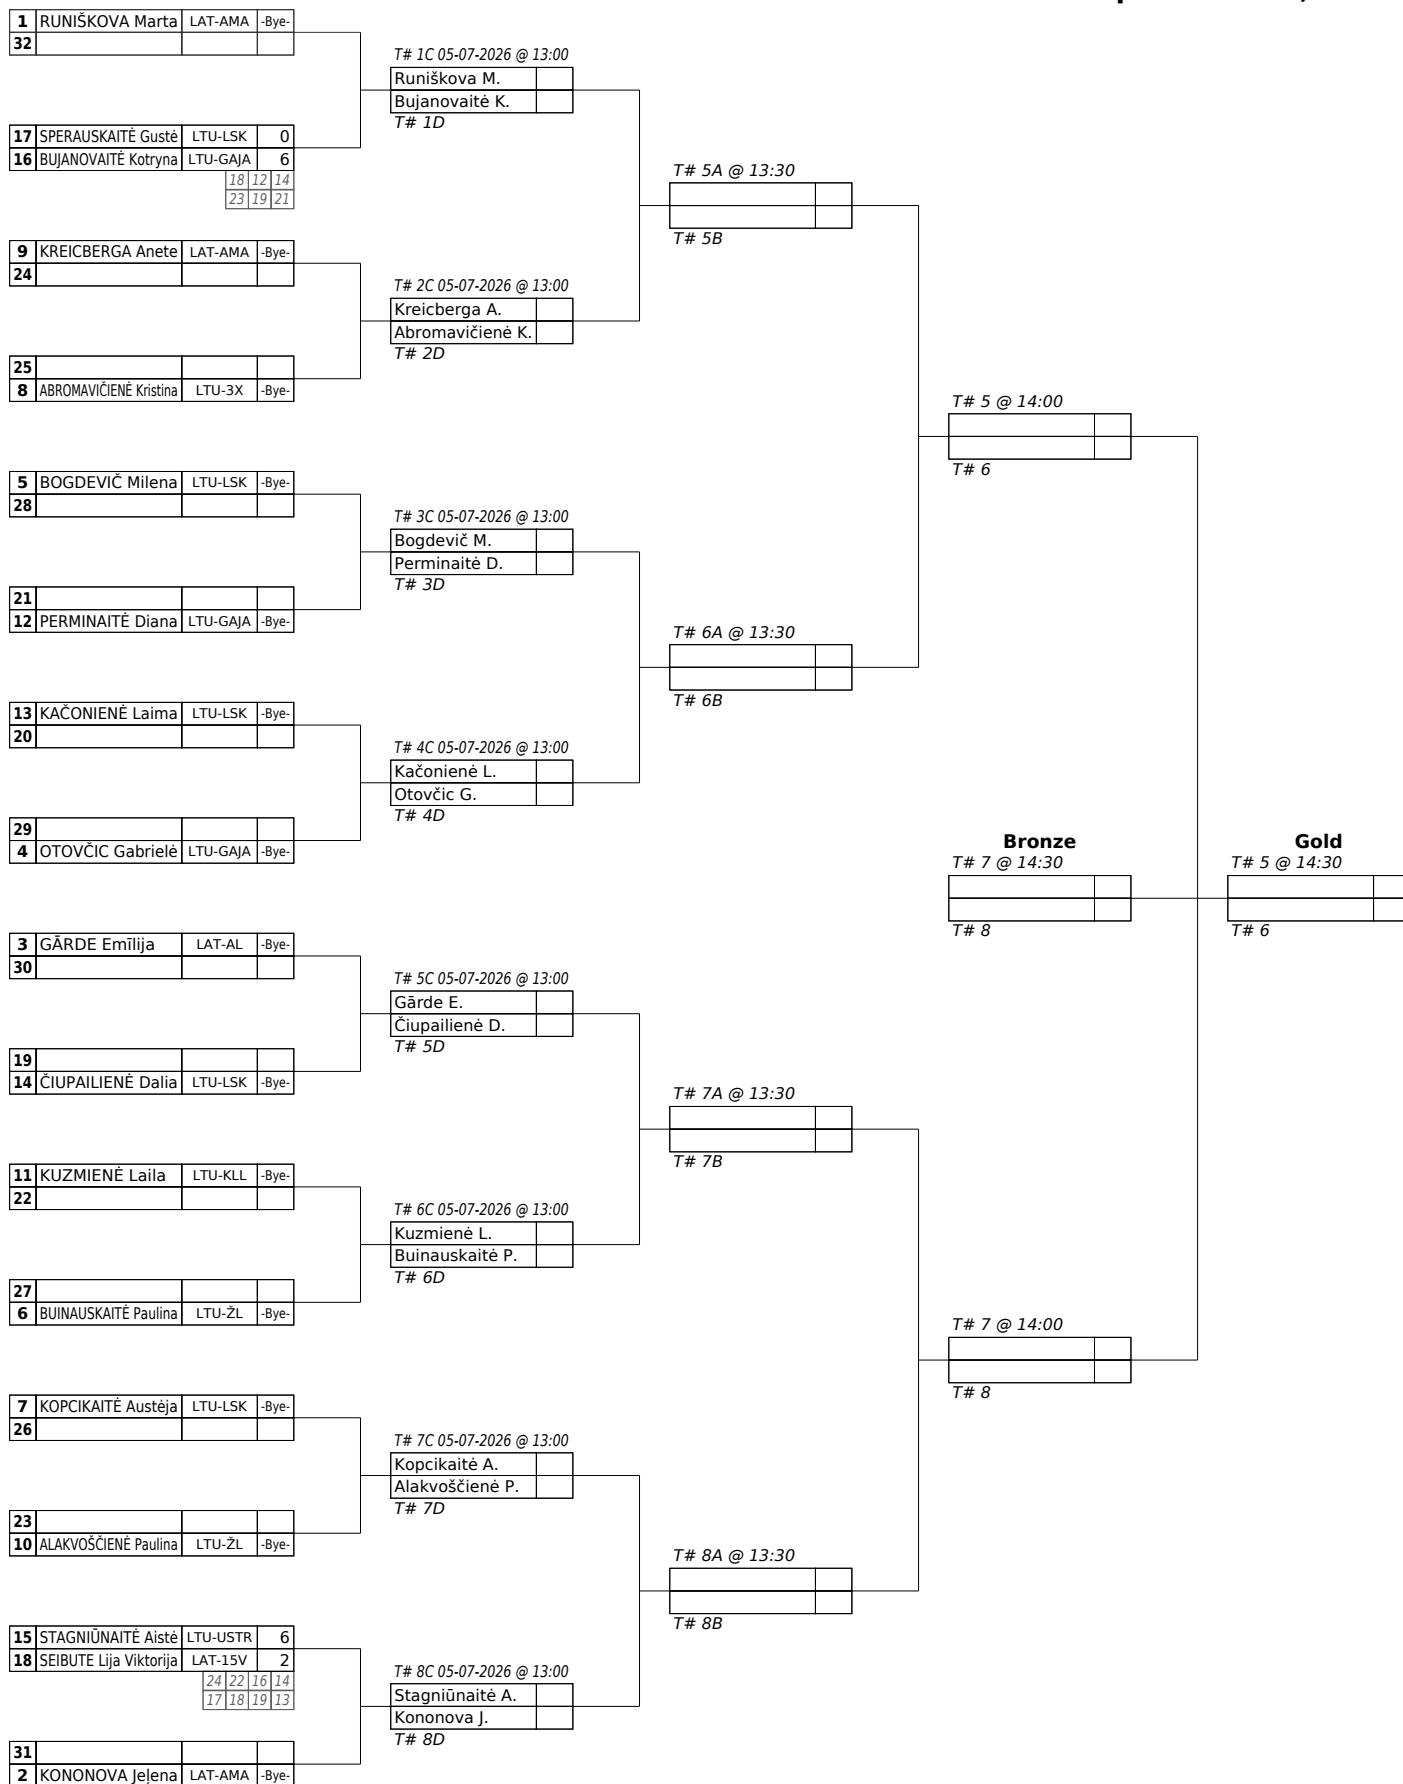 1 RUNIŠKOVA Marta LAT-AMA -Bye-
32
17 SPERAUSKAITĖ Gustė LTU-LSK 0
16 BUJANOVAITĖ Kotryna LTU-GAJA 6
18 12 14
23 19 21
9 KREICBERGA Anete LAT-AMA -Bye-
24
25
8 ABROMAVIČIENĖ Kristina LTU-3X -Bye-
5 BOGDEVIČ Milena LTU-LSK -Bye-
28
21
12 PERMINAITĖ Diana LTU-GAJA -Bye-
13 KAČONIENĖ Laima LTU-LSK -Bye-
20
29
4 OTOVČIC Gabrielė LTU-GAJA -Bye-
3 GĀRDE Emīlija LAT-AL -Bye-
30
19
14 ČIUPAILIENĖ Dalia LTU-LSK -Bye-
11 KUZMIENĖ Laila LTU-KLL -Bye-
22
27
6 BUINAUSKAITĖ Paulina LTU-ŽL -Bye-
7 KOPCIKAITĖ Austėja LTU-LSK -Bye-
26
23
10 ALAKVOŠČIENĖ Paulina LTU-ŽL -Bye-
15 STAGNIŪNAITĖ Aistė LTU-USTR 6
18 SEIBUTE Lija Viktorija LAT-15V 2
24 22 16 14
17 18 19 13
31
2 KONONOVA Jeļena LAT-AMA -Bye-
T# 1C 05-07-2026 @ 13:00
Runiškova M.
Bujanovaitė K.
T# 1D
T# 2C 05-07-2026 @ 13:00
Kreicberga A.
Abromavičienė K.
T# 2D
T# 3C 05-07-2026 @ 13:00
Bogdevič M.
Perminaitė D.
T# 3D
T# 4C 05-07-2026 @ 13:00
Kačonienė L.
Otovčic G.
T# 4D
T# 5C 05-07-2026 @ 13:00
Gārde E.
Čiupailienė D.
T# 5D
T# 6C 05-07-2026 @ 13:00
Kuzmienė L.
Buinauskaitė P.
T# 6D
T# 7C 05-07-2026 @ 13:00
Kopcikaitė A.
Alakvoščienė P.
T# 7D
T# 8C 05-07-2026 @ 13:00
Stagniūnaitė A.
Kononova J.
T# 8D
T# 5A @ 13:30
T# 5B
T# 6A @ 13:30
T# 6B
T# 7A @ 13:30
T# 7B
T# 8A @ 13:30
T# 8B
T# 5 @ 14:00
T# 6
Bronze
T# 7 @ 14:30
T# 8
T# 7 @ 14:00
T# 8
Gold
T# 5 @ 14:30
T# 6